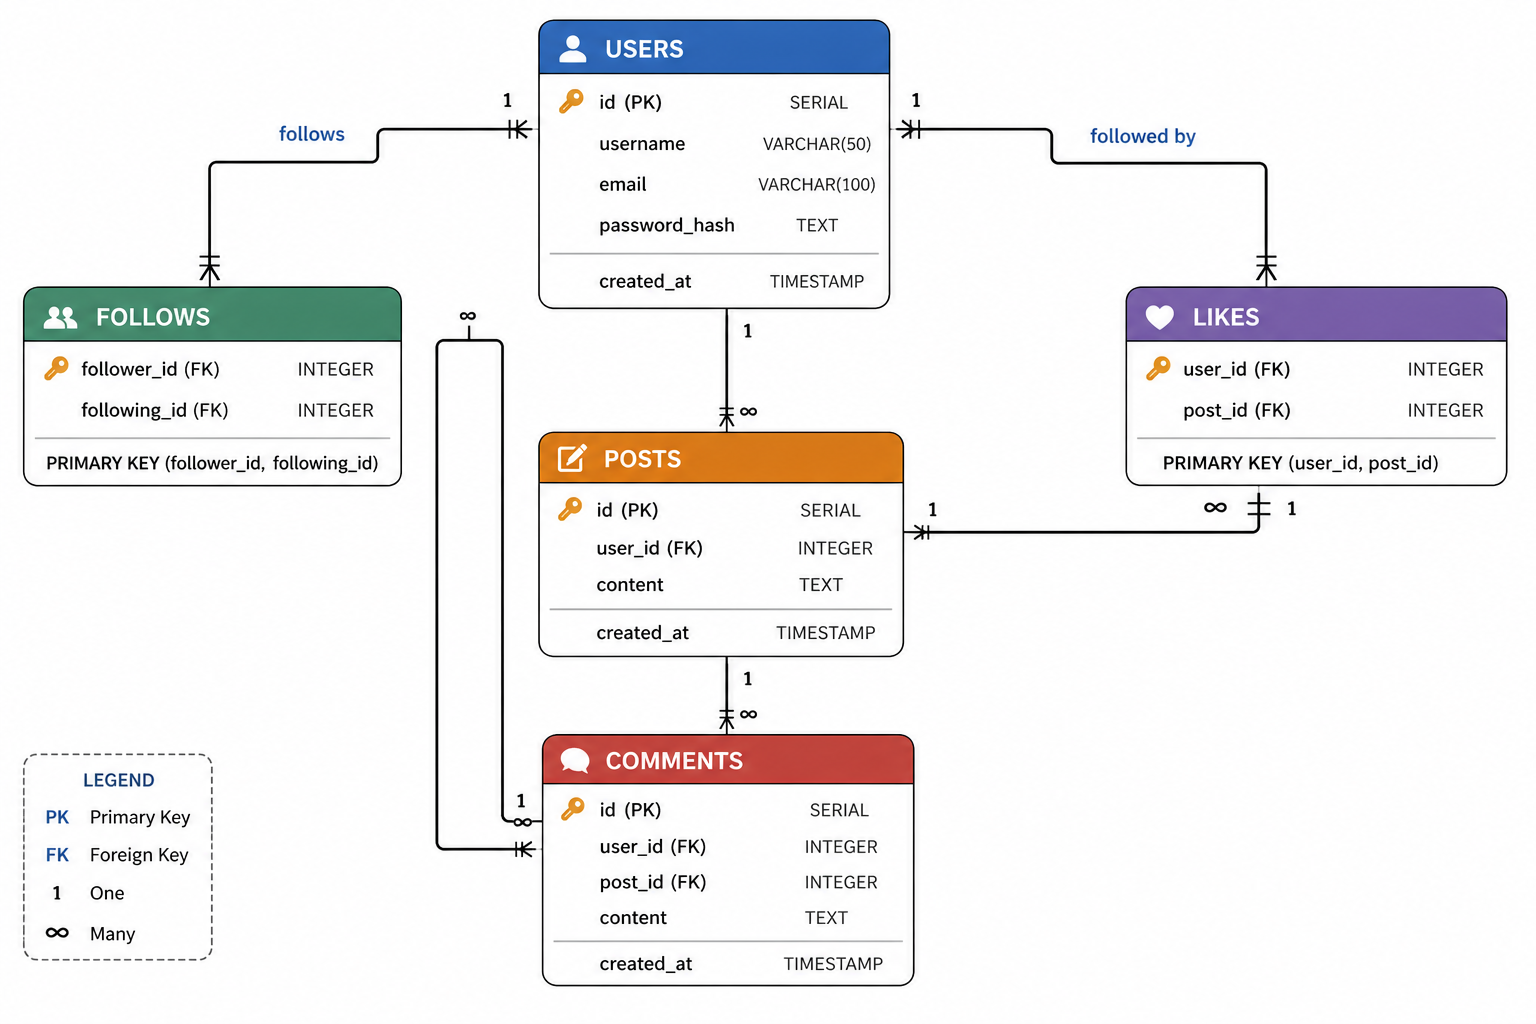 USERS
id (PK) SERIAL
username VARCHAR(50)
email VARCHAR(100)
password_hash TEXT
created_at TIMESTAMP
1
follows
1
followed by
FOLLOWS
follower_id (FK) INTEGER
following_id (FK) INTEGER
PRIMARY KEY (follower_id, following_id)
LIKES
user_id (FK) INTEGER
post_id (FK) INTEGER
PRIMARY KEY (user_id, post_id)
∞ 1
∞
1
∞
POSTS
id (PK) SERIAL
user_id (FK) INTEGER
content TEXT
created_at TIMESTAMP
1
1
∞
COMMENTS
id (PK) SERIAL
user_id (FK) INTEGER
post_id (FK) INTEGER
content TEXT
created_at TIMESTAMP
1
∞
LEGEND
PK Primary Key
FK Foreign Key
1 One
∞ Many